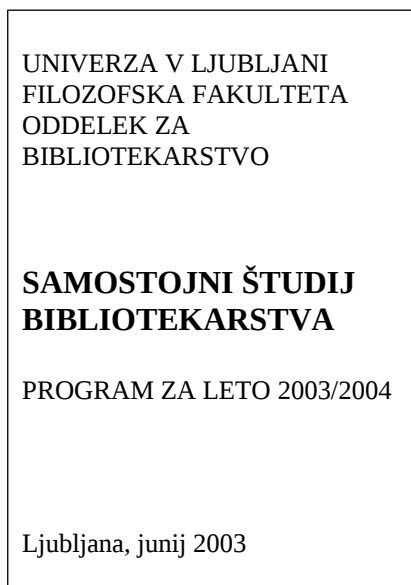 UNIVERZA V LJUBLJANI
FILOZOFSKA FAKULTETA
ODDELEK ZA
BIBLIOTEKARSTVO
SAMOSTOJNI ŠTUDIJ
BIBLIOTEKARSTVA
PROGRAM ZA LETO 2003/2004
Ljubljana, junij 2003